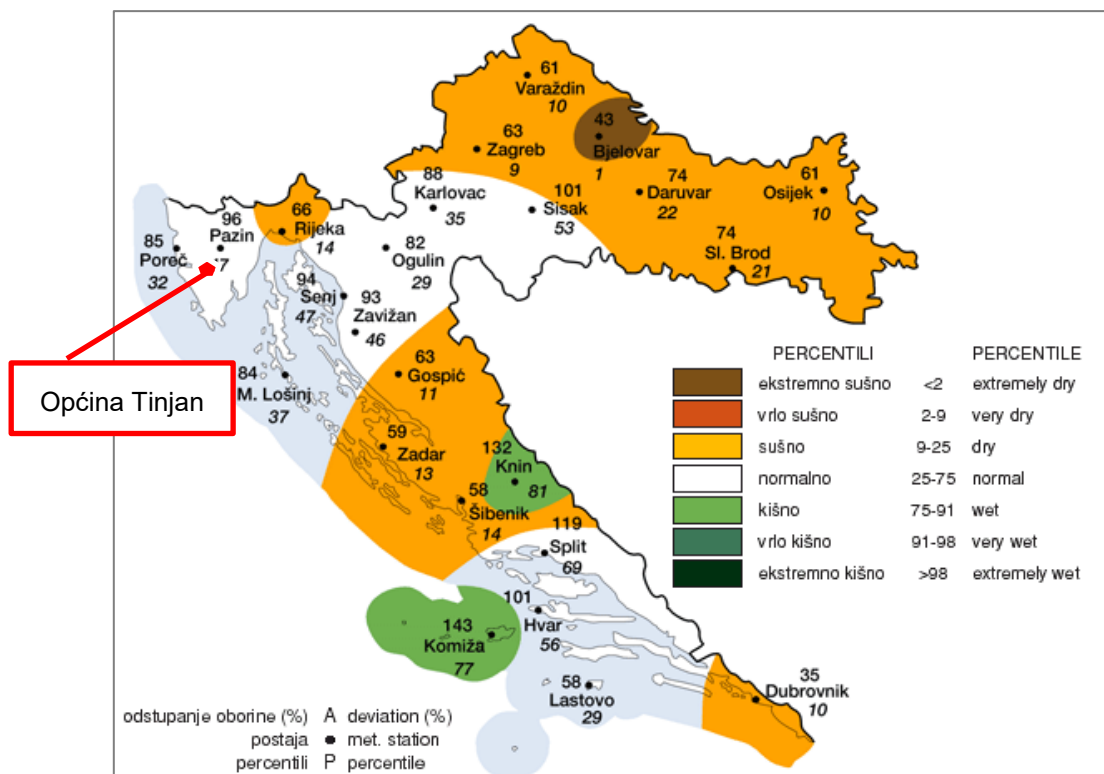 61
Varaždin
10
43
Bjelovar
1
63
Zagreb
9
88
Karlovac
35
101
Sisak
53
74
Daruvar
22
61
Osijek
10
74
Sl. Brod
21
66
Rijeka
14
96
Pazin
85
Poreč
32
82
Ogulin
29
94
Senj
47
93
Zavižan
46
84
M. Lošinj
37
Općina Tinjan
63
Gospić
11
59
Zadar
13
132
Knin
81
58
Šibenik
14
119
Split
69
101
Hvar
56
143
Komiža
77
58
Lastovo
29
35
Dubrovnik
10
PERCENTILI PERCENTILE
ekstremno sušno <2 extremely dry
vrlo sušno 2-9 very dry
sušno 9-25 dry
normalno 25-75 normal
kišno 75-91 wet
vrlo kišno 91-98 very wet
ekstremno kišno >98 extremely wet
odstupanje oborine (%) A deviation (%)
postaja met. station
percentili P percentile